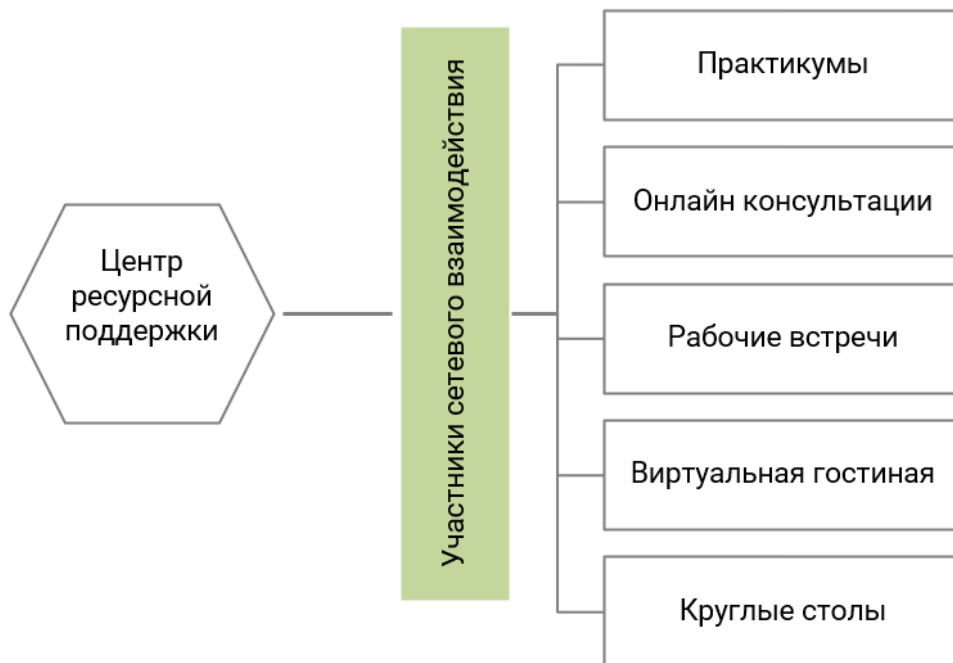 Центр
ресурсной
поддержки
Участники сетевого взаимодействия
Практикумы
Онлайн консультации
Рабочие встречи
Виртуальная гостиная
Круглые столы